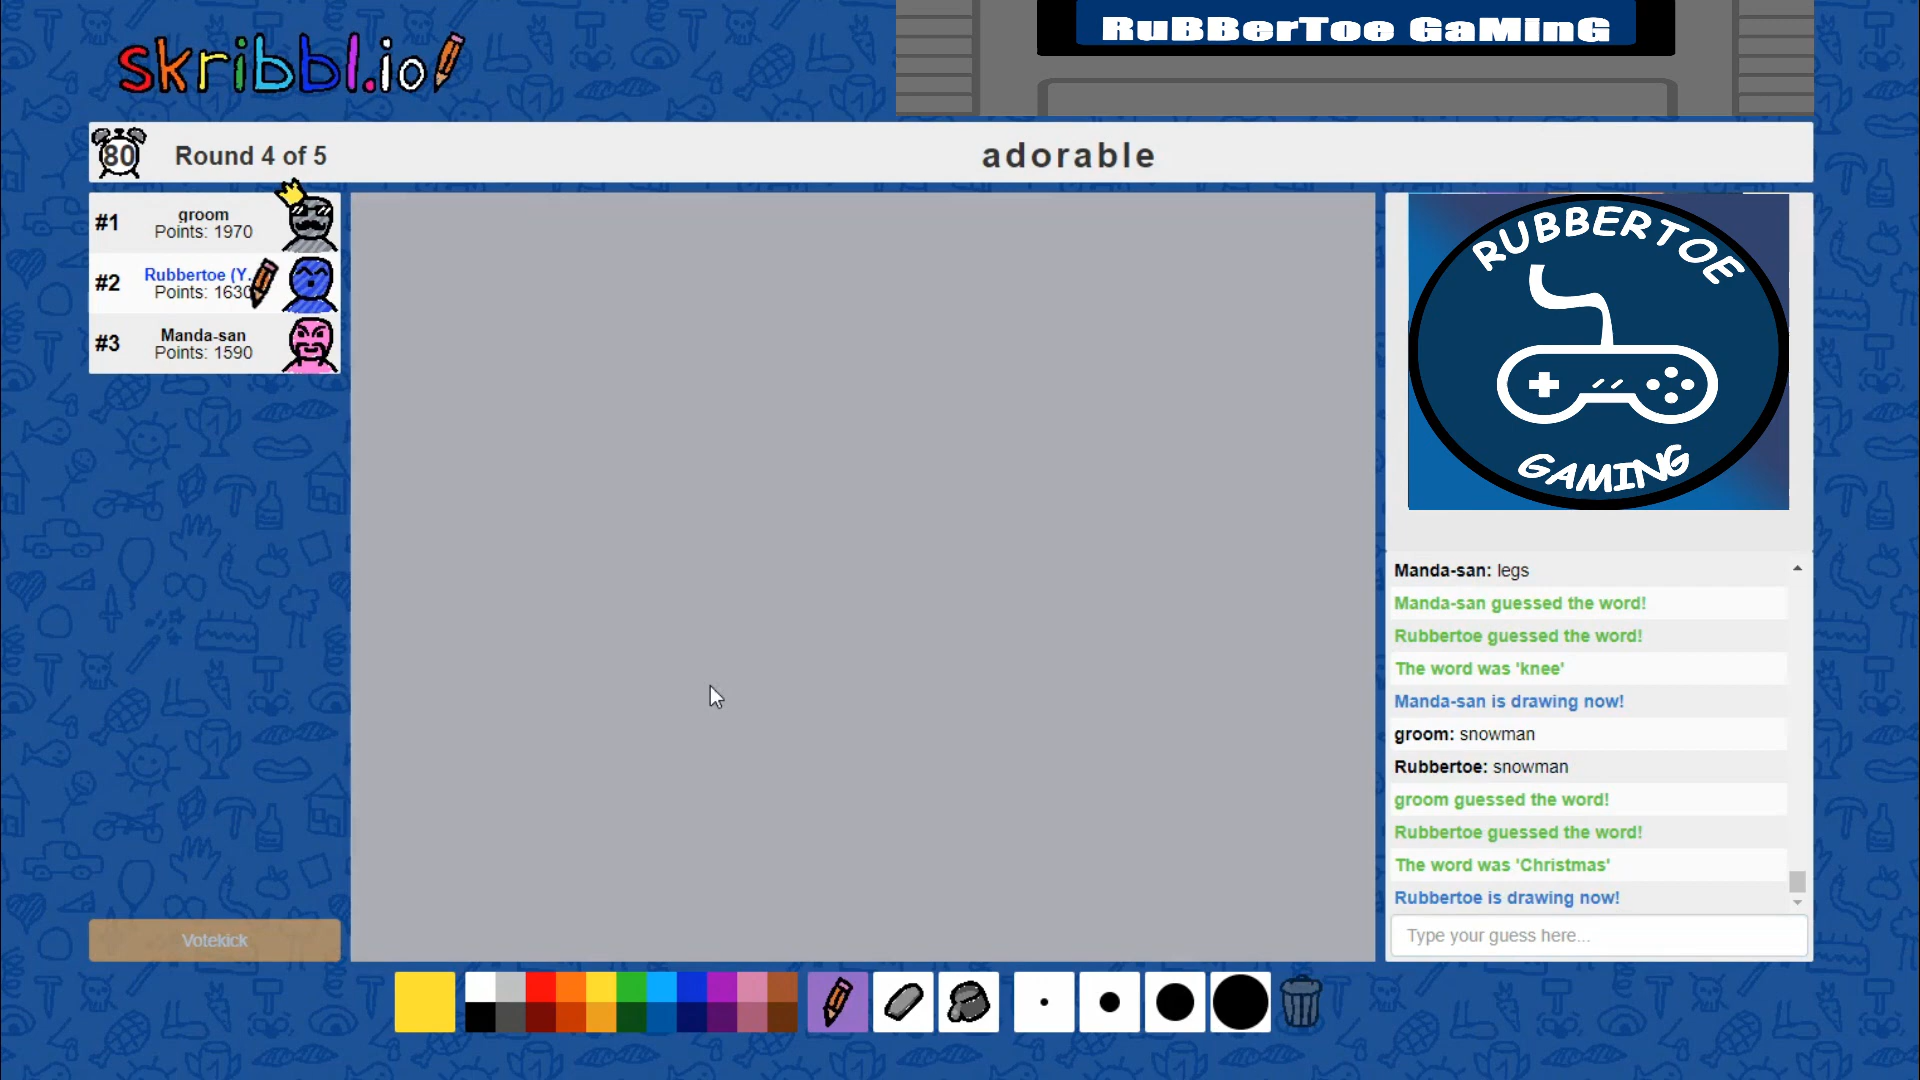 RuBBerToe GaMinG
skribbl.io
80
Round 4 of 5
adorable
#1
groom
Points: 1970
#2
Rubbertoe (Y.
Points: 1630
#3
Manda-san
Points: 1590
RUBBERTOE
GAMING
Manda-san: legs
Manda-san guessed the word!
Rubbertoe guessed the word!
The word was 'knee'
Manda-san is drawing now!
groom: snowman
Rubbertoe: snowman
groom guessed the word!
Rubbertoe guessed the word!
The word was 'Christmas'
Rubbertoe is drawing now!
Type your guess here...
Votekick